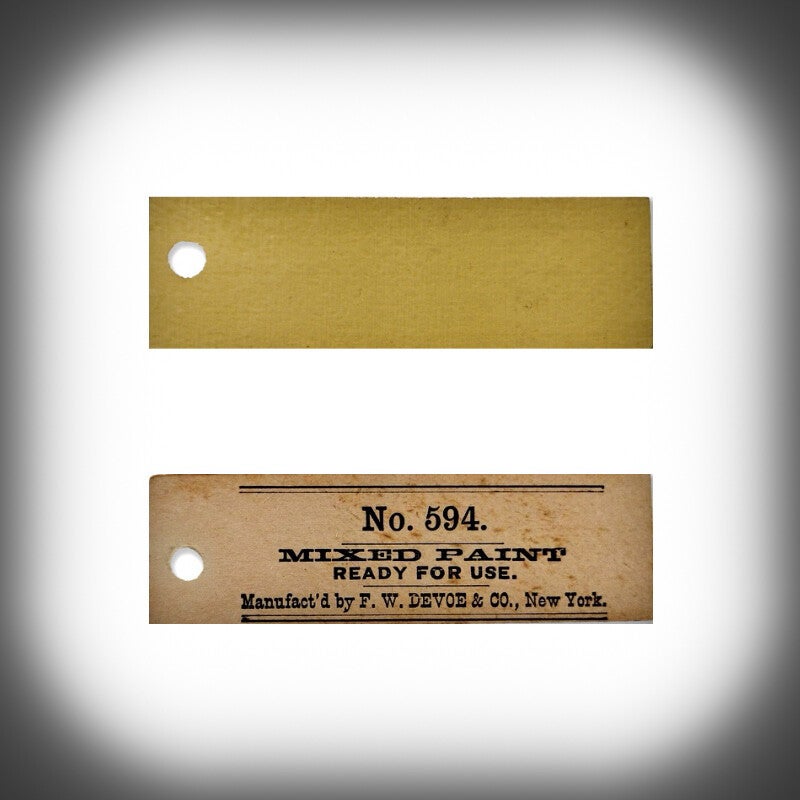 No. 594.
MIXED PAINT
READY FOR USE.
Manufact'd by F. W. DEVOE & CO., New York.